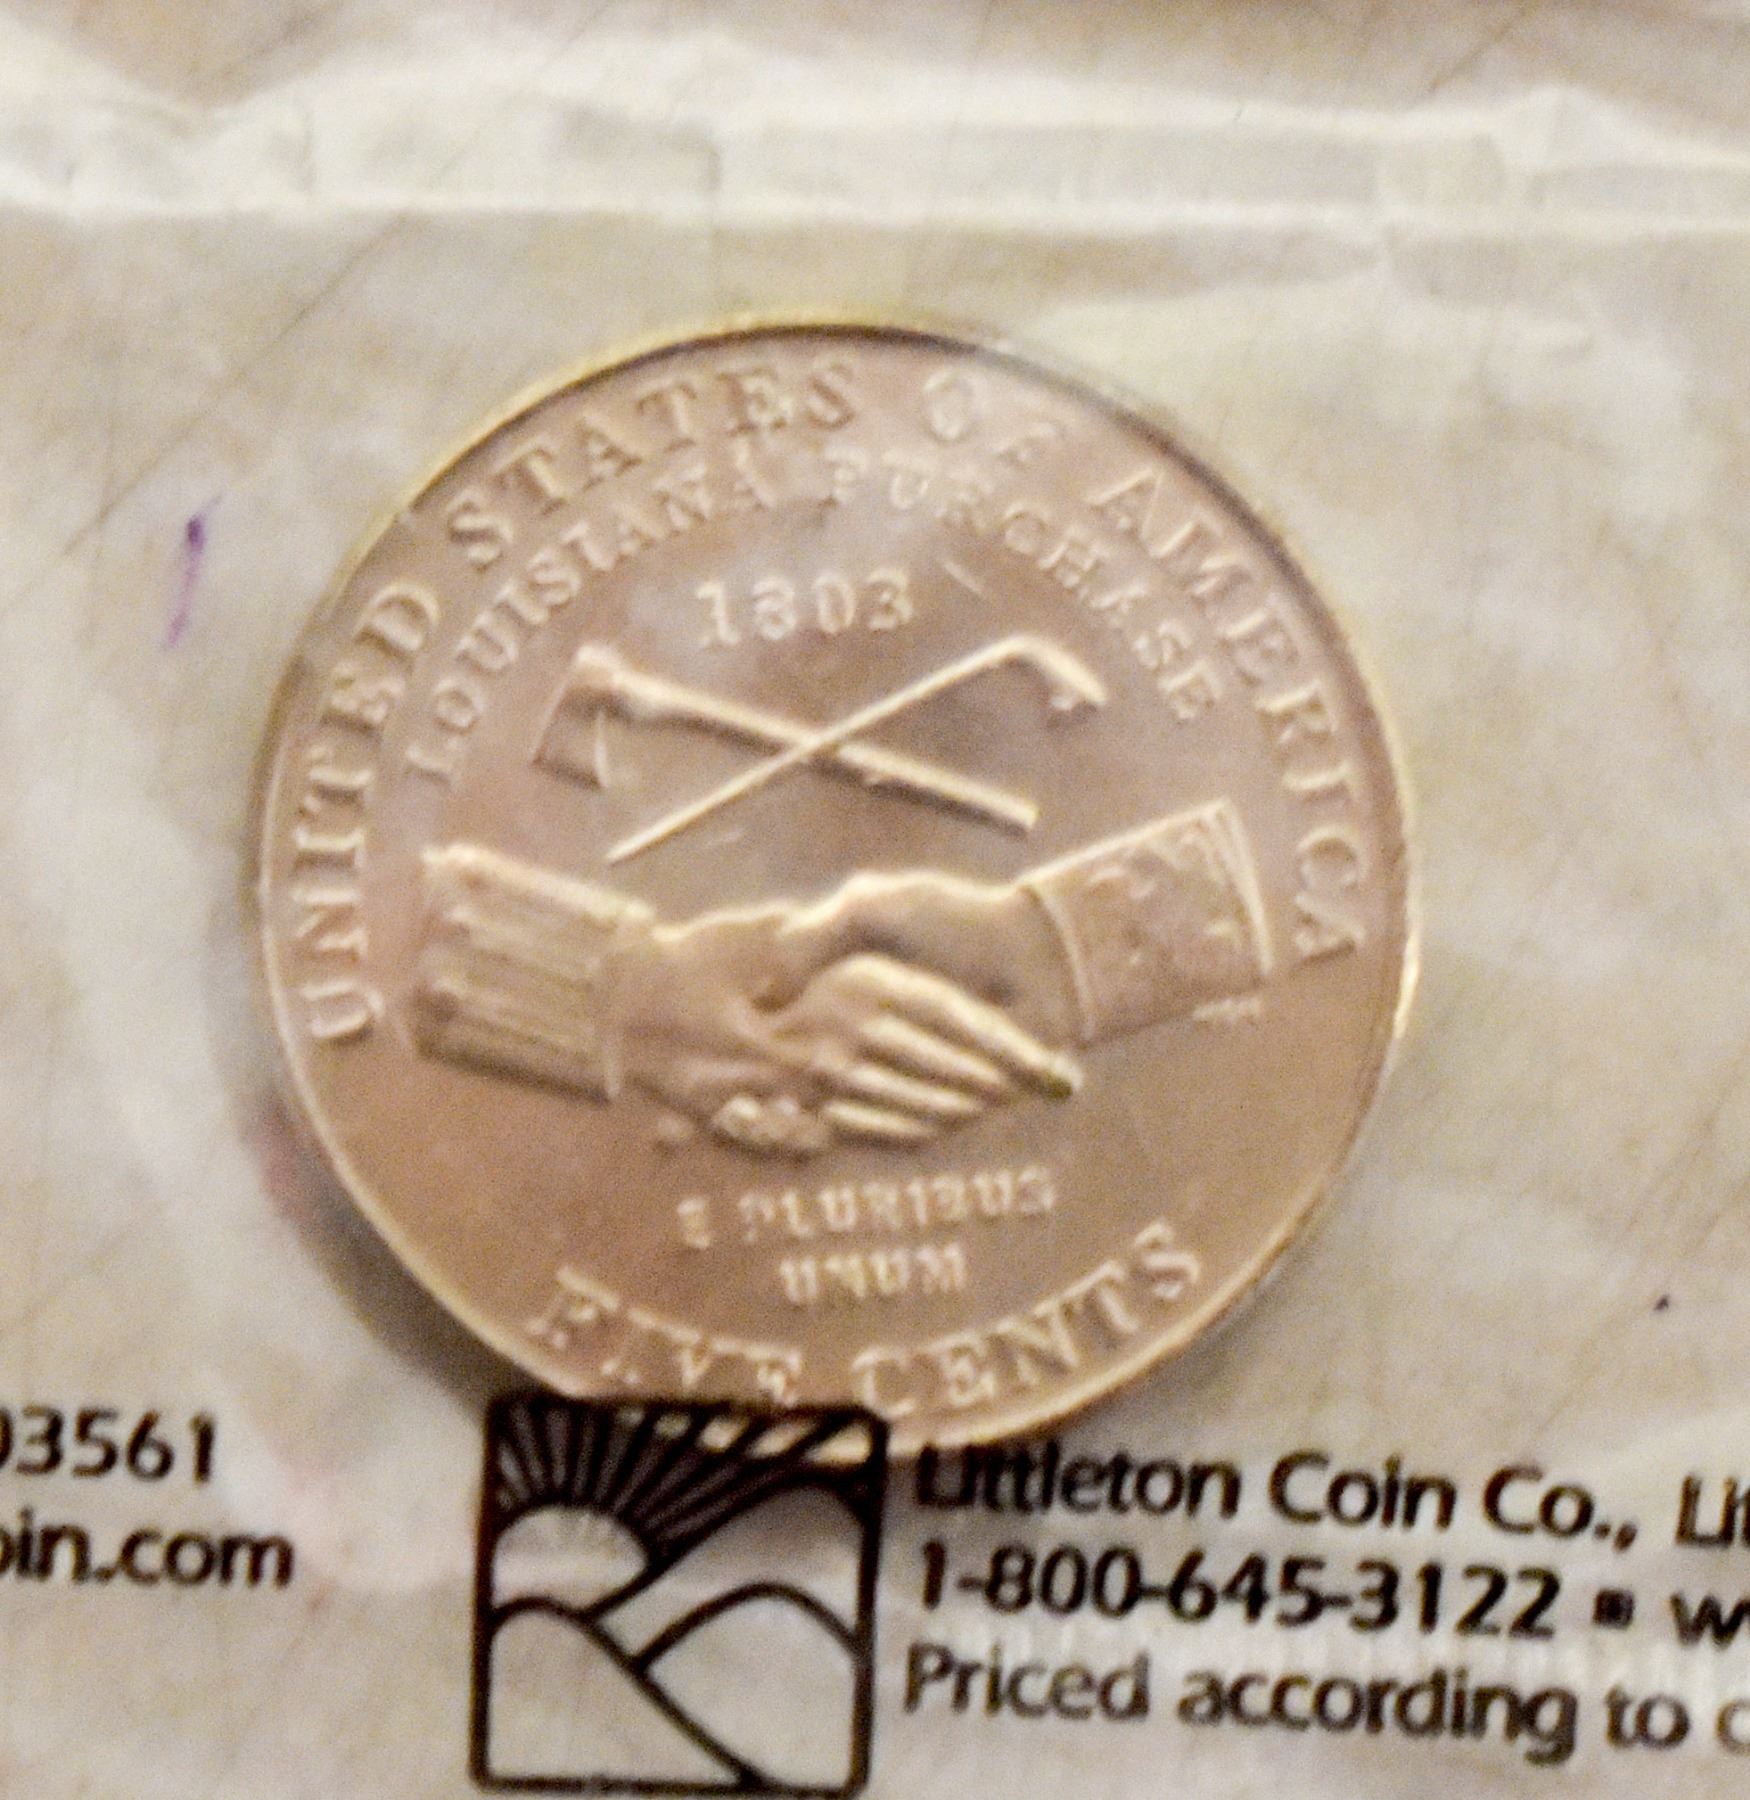 UNITED STATES OF AMERICA
LOUISIANA PURCHASE
1803
E PLURIBUS
UNUM
FIVE CENTS
03561
oin.com
Littleton Coin Co., Lit
1-800-645-3122 ▪ w
Priced according to c